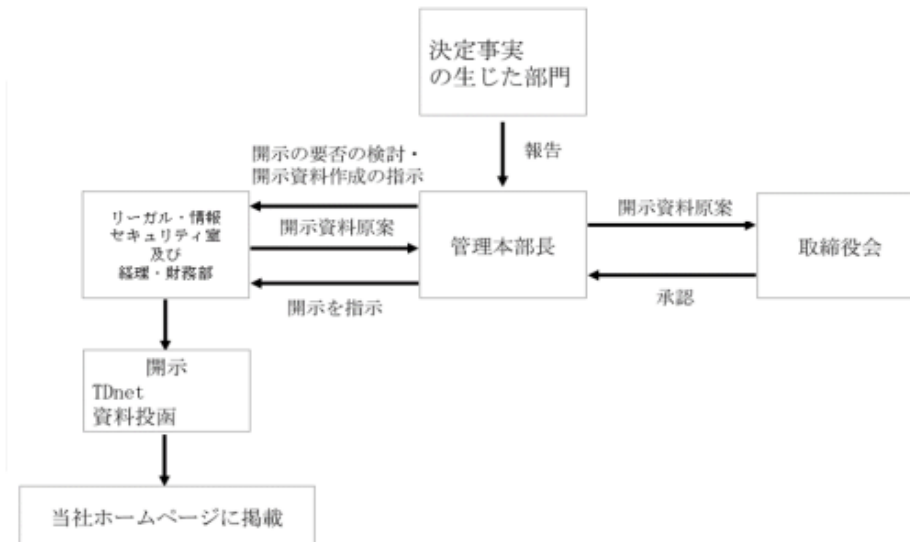 決定事実
の生じた部門
報告
開示の要否の検討・
開示資料作成の指示
リーガル・情報
セキュリティ室
及び
経理・財務部
開示資料原案
開示を指示
管理本部長
開示資料原案
承認
取締役会
開示
TDnet
資料投函
当社ホームページに掲載